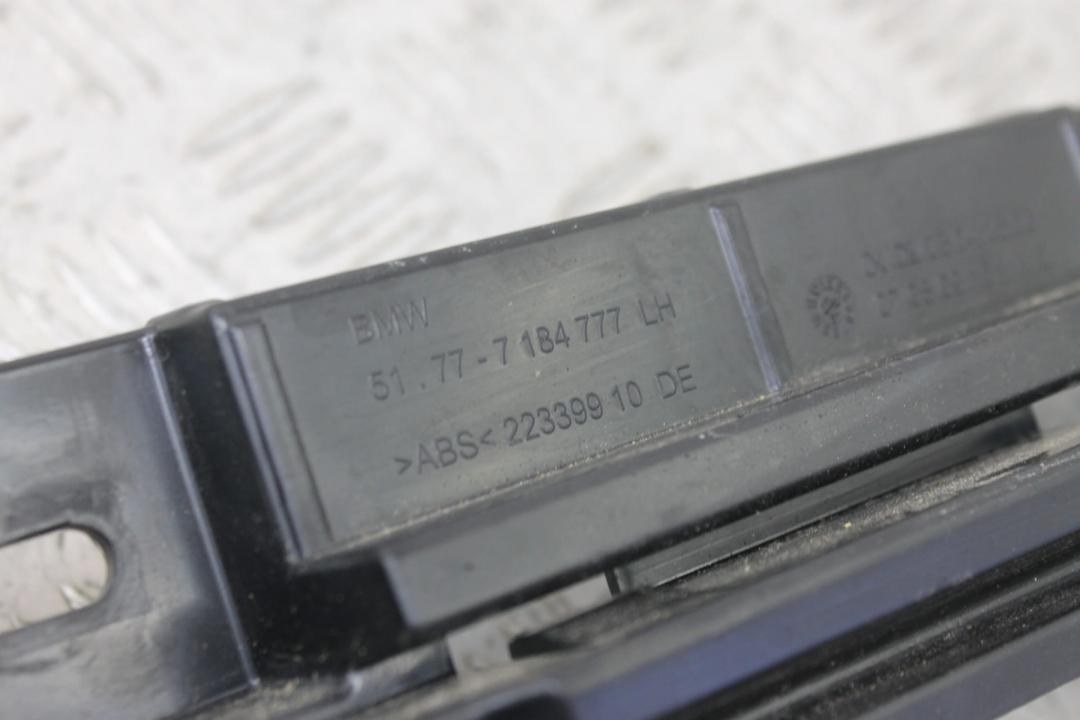 BMW
51.77-7 184 777 LH
>ABS< 223399 10 DE